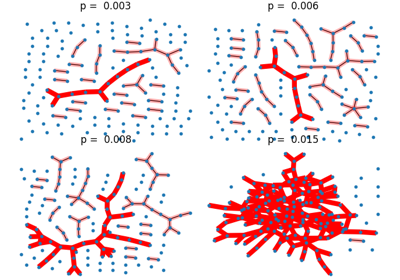 p = 0.003
p = 0.006
p = 0.008
p = 0.015